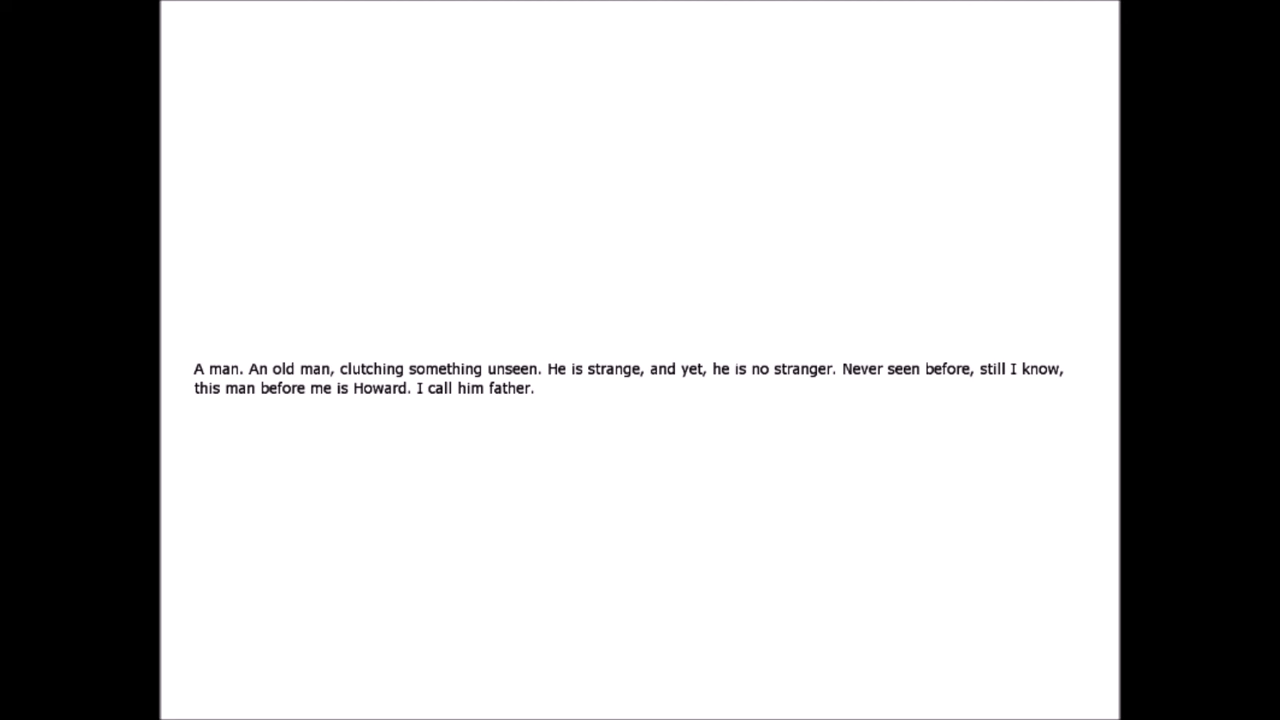 A man. An old man, clutching something unseen. He is strange, and yet, he is no stranger. Never seen before, still I know,
this man before me is Howard. I call him father.